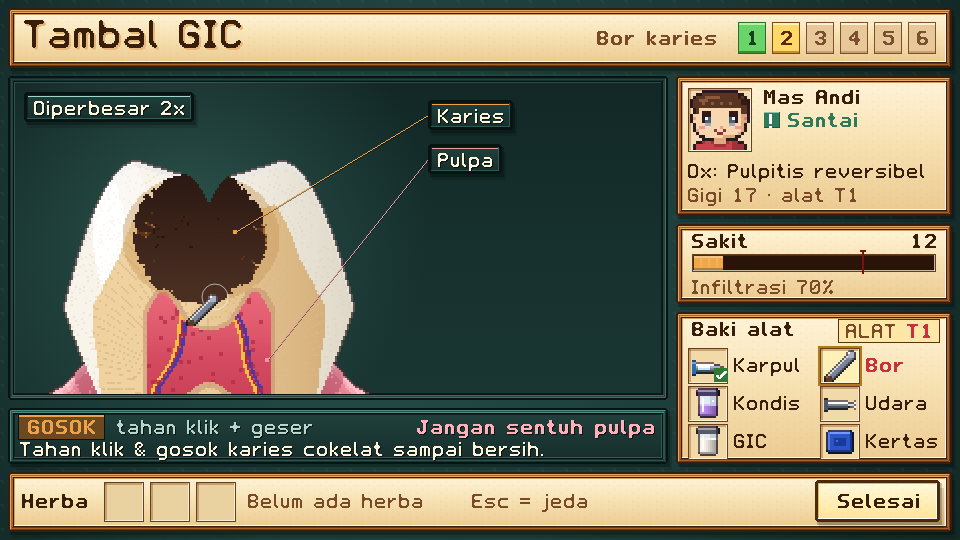 Tambal GIC
Bor karies 1 2 3 4 5 6
Diperbesar 2x
Karies
Pulpa
Mas Andi
Santai
Dx: Pulpitis reversibel
Gigi 17 · alat T1
Sakit 12
Infiltrasi 70%
Baki alat ALAT T1
Karpul Bor
Kondis Udara
GIC Kertas
GOSOK tahan klik + geser Jangan sentuh pulpa
Tahan klik & gosok karies cokelat sampai bersih.
Herba Belum ada herba Esc = jeda Selesai